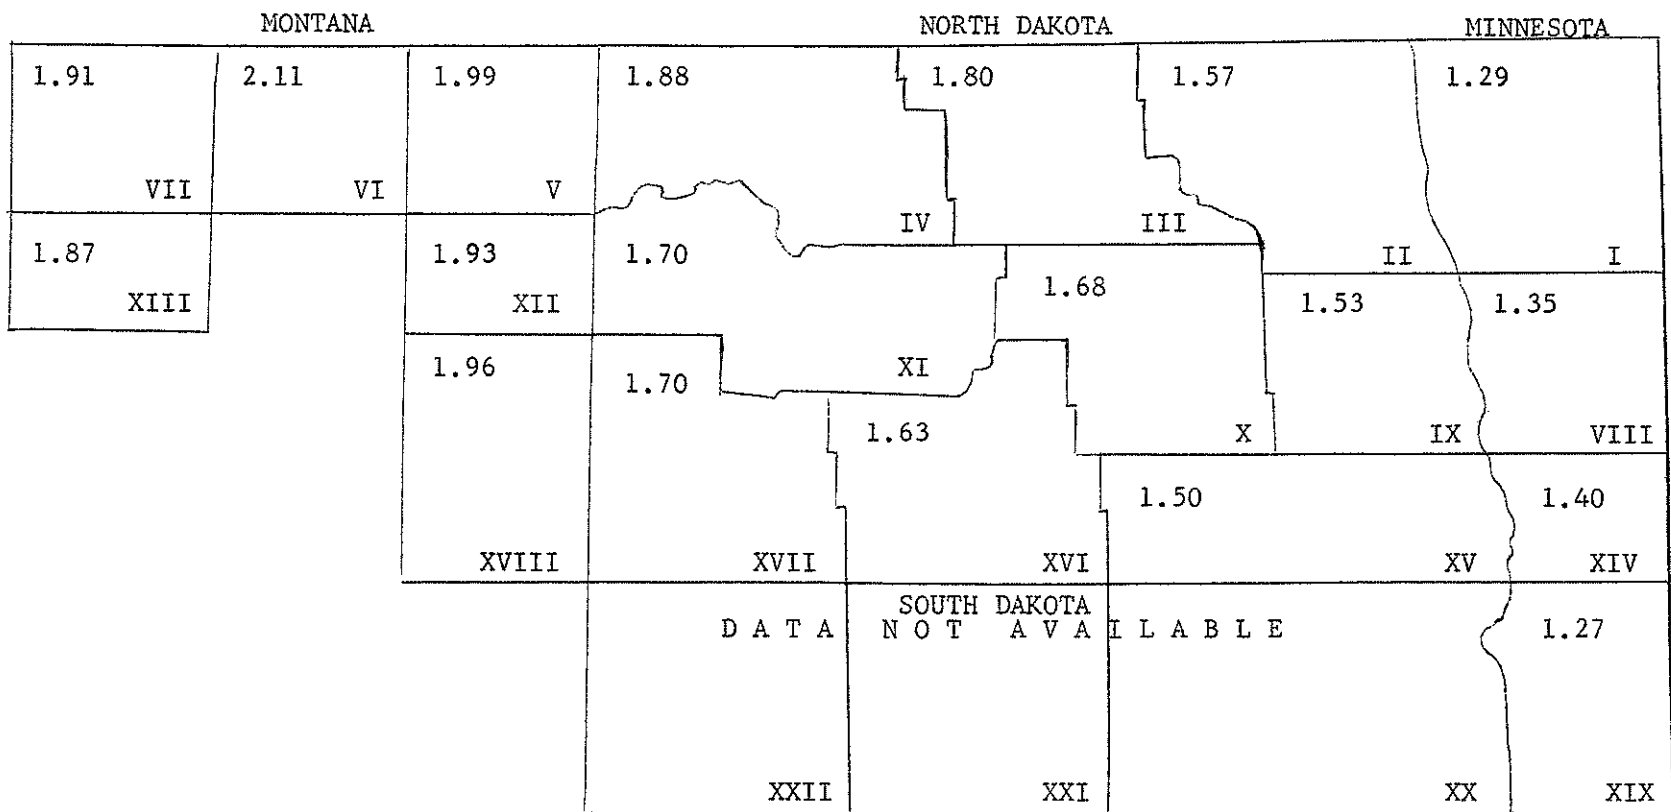 MONTANA NORTH DAKOTA MINNESOTA
1.91 2.11 1.99 1.88 1.80 1.57 1.29
VII VI V
IV III
1.87 1.93 1.70
II I
1.68
XIII XII
1.53 1.35
1.96 1.70 XI
1.63 X IX VIII
1.50 1.40
XVIII XVII XVI XV XIV
SOUTH DAKOTA
DATA NOT AVAILABLE 1.27
XXII XXI XX XIX